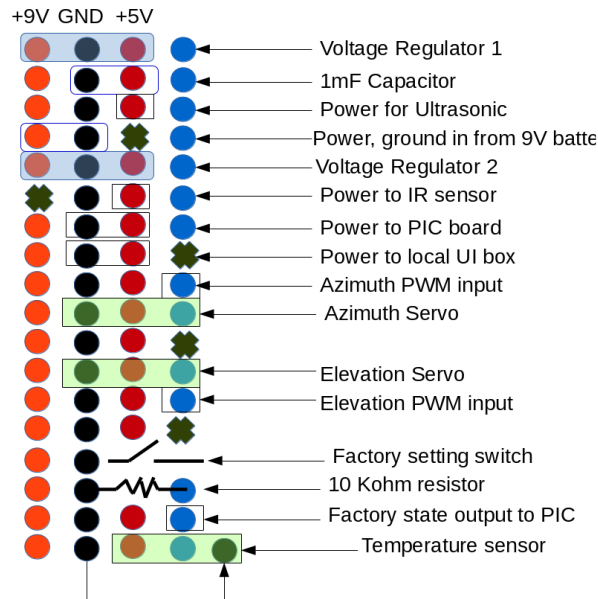 +9V GND +5V
Voltage Regulator 1
1mF Capacitor
Power for Ultrasonic
Power, ground in from 9V batte
Voltage Regulator 2
Power to IR sensor
Power to PIC board
Power to local UI box
Azimuth PWM input
Azimuth Servo
Elevation Servo
Elevation PWM input
Factory setting switch
10 Kohm resistor
Factory state output to PIC
Temperature sensor